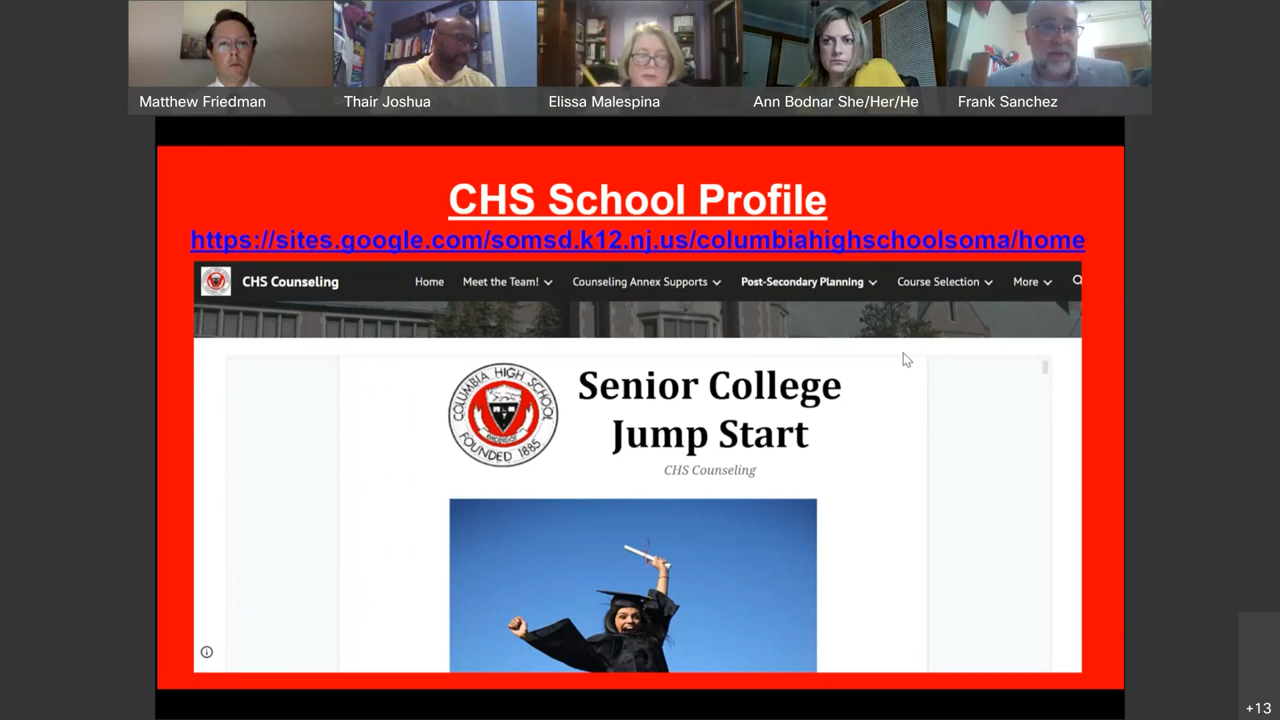 Matthew Friedman
Thair Joshua
Elissa Malespina
Ann Bodnar She/Her/He
Frank Sanchez
CHS School Profile
https://sites.google.com/somsd.k12.nj.us/columbiahighschoolsoma/home
CHS Counseling
Home
Meet the Team!
Counseling Annex Supports
Post-Secondary Planning
Course Selection
More
COLUMBIA HIGH SCHOOL
FOUNDED 1885
Senior College
Jump Start
CHS Counseling
+13